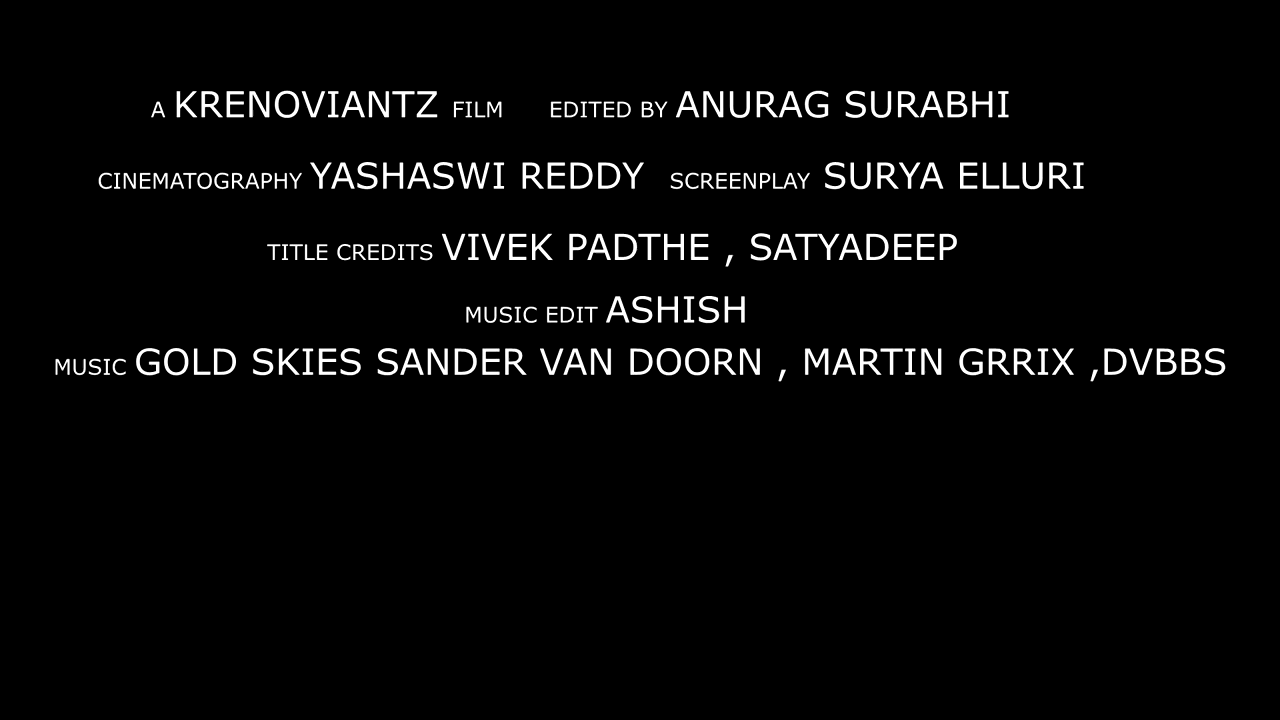 A KRENOVIANTZ FILM EDITED BY ANURAG SURABHI
CINEMATOGRAPHY YASHASWI REDDY SCREENPLAY SURYA ELLURI
TITLE CREDITS VIVEK PADTHE , SATYADEEP
MUSIC EDIT ASHISH
MUSIC GOLD SKIES SANDER VAN DOORN , MARTIN GRRIX ,DVBBS